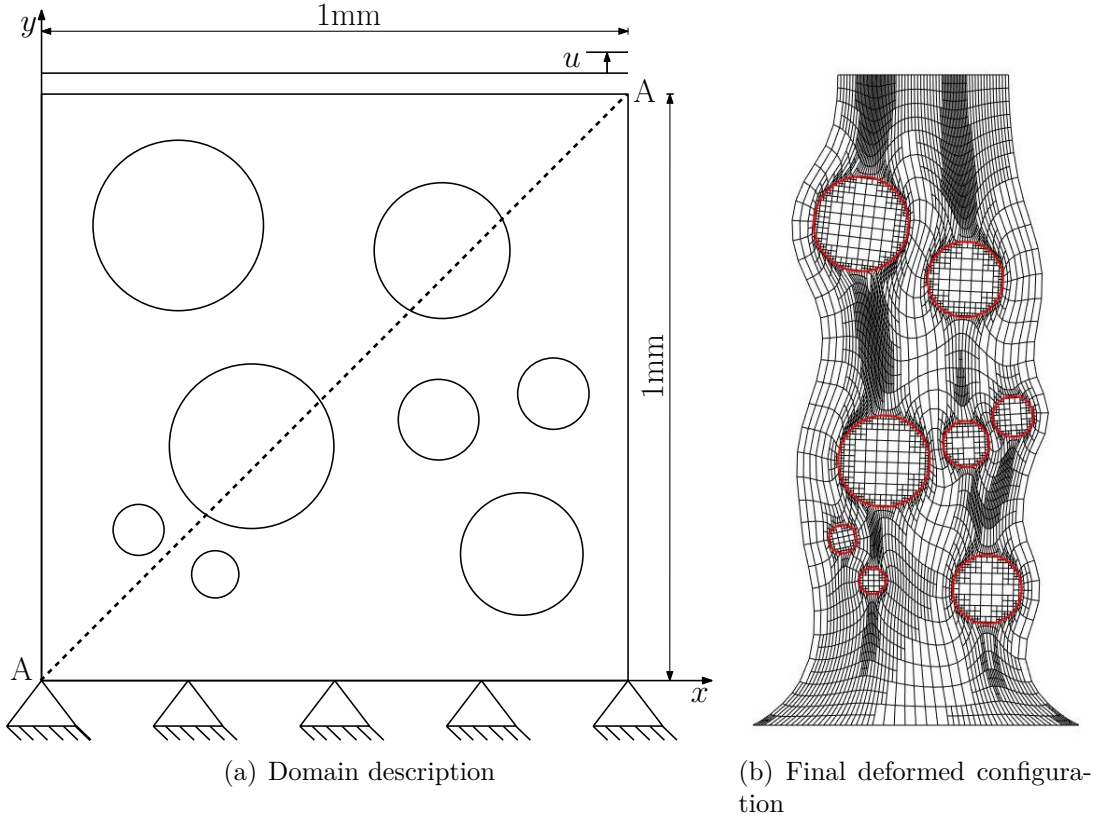 y
1mm
u
A
1mm
A
x
(a) Domain description
(b) Final deformed configura-
tion